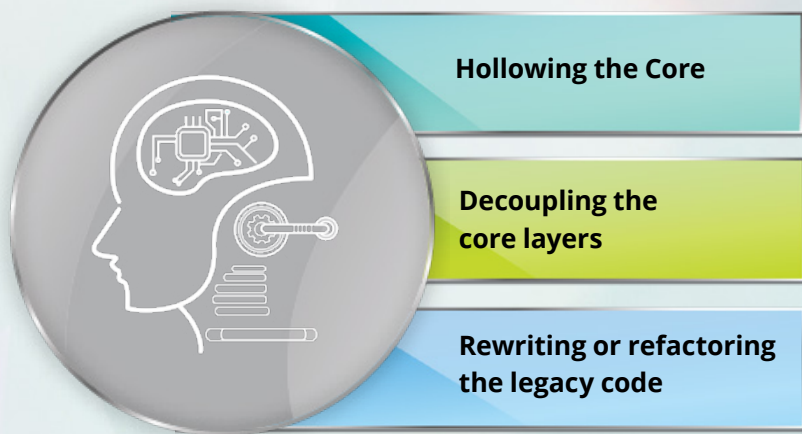 Hollowing the Core
Decoupling the
core layers
Rewriting or refactoring
the legacy code